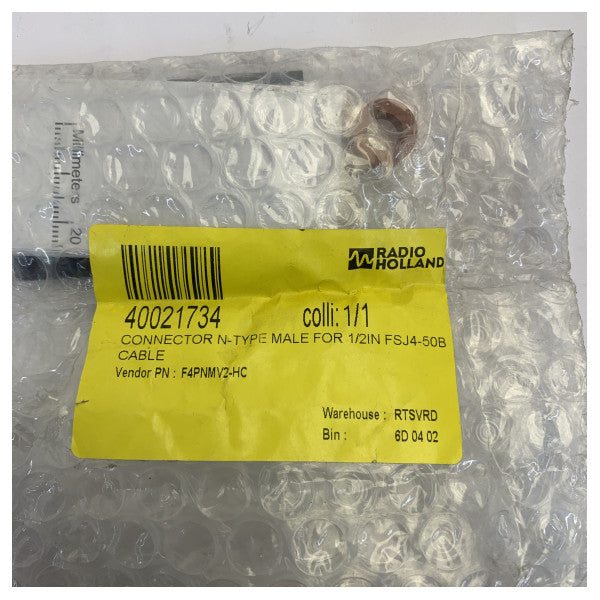 Millimeters 20
RADIO
HOLLAND
40021734 colli: 1/1
CONNECTOR N-TYPE MALE FOR 1/2IN FSJ4-50B
CABLE
Vendor PN : F4PNMV2-HC
Warehouse : RTSVRD
Bin : 6D 04 02